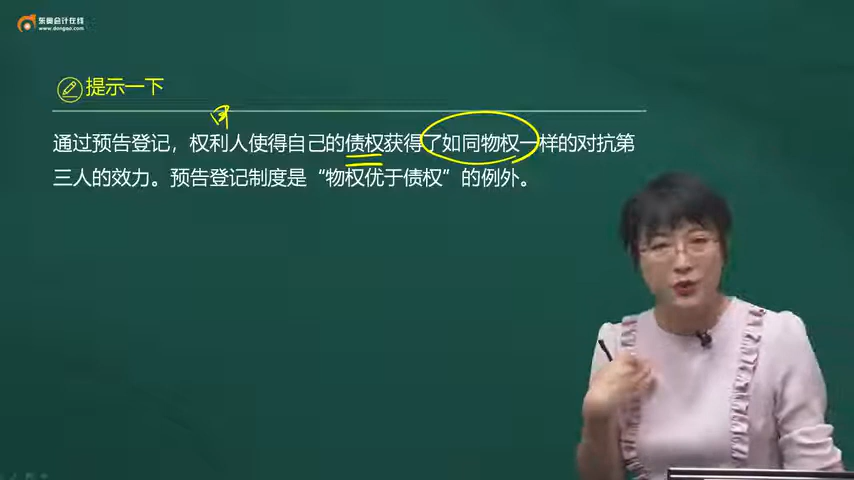 东奥会计在线
www.dongao.com
提示一下
通过预告登记，权利人使得自己的债权获得了如同物权一样的对抗第
三人的效力。预告登记制度是“物权优于债权”的例外。